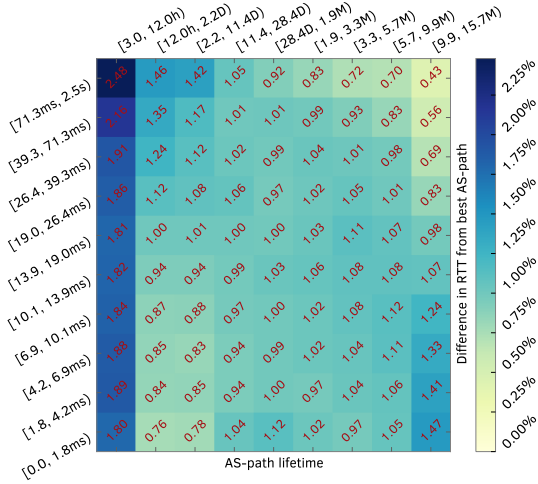 [3.0, 12.0h)
[12.0h, 2.2D)
[2.2, 11.4D)
[11.4, 28.4D)
[28.4D, 1.9M)
[1.9, 3.3M)
[3.3, 5.7M)
[5.7, 9.9M)
[9.9, 15.7M)
[71.3ms, 2.5s) 2.48 1.46 1.42 1.05 0.92 0.83 0.72 0.70 0.43
[39.3, 71.3ms) 2.16 1.35 1.17 1.01 1.01 0.99 0.93 0.83 0.56
[26.4, 39.3ms) 1.91 1.24 1.12 1.02 0.99 1.04 1.01 0.98 0.69
[19.0, 26.4ms) 1.86 1.12 1.08 1.06 0.97 1.02 1.05 1.01 0.83
[13.9, 19.0ms) 1.81 1.00 1.01 1.00 1.00 1.03 1.11 1.07 0.98
[10.1, 13.9ms) 1.82 0.94 0.94 0.99 1.03 1.06 1.08 1.08 1.07
[6.9, 10.1ms) 1.84 0.87 0.88 0.97 1.00 1.02 1.08 1.12 1.24
[4.2, 6.9ms) 1.88 0.85 0.83 0.94 0.99 1.02 1.04 1.11 1.33
[1.8, 4.2ms) 1.89 0.84 0.85 0.94 1.00 0.97 1.04 1.06 1.41
[0.0, 1.8ms) 1.80 0.76 0.78 1.04 1.12 1.02 0.97 1.05 1.47
AS-path lifetime
Difference in RTT from best AS-path
2.25%
2.00%
1.75%
1.50%
1.25%
1.00%
0.75%
0.50%
0.25%
0.00%